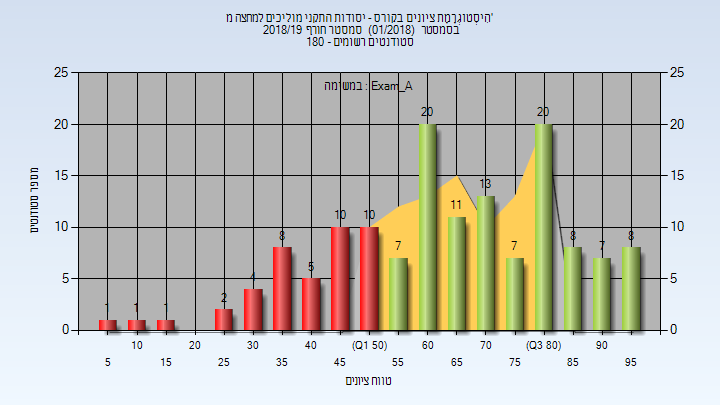 היסטוגרמת ציונים בקורס - יסודות התקני מוליכים למחצה מ'
בסמסטר (01/2018) סמסטר חורף 2018/19
סטודנטים רשומים - 180
במשימה : Exam_A
25 25
20 20
15 15
10 10
5 5
0 0
1 1 1 2 4 8 5 10 10 7 20 11 13 7 20 8 7 8
10 20 30 40 (Q1 50) 60 70 (Q3 80) 90
5 15 25 35 45 55 65 75 85 95
מספר סטודנטים
טווח ציונים